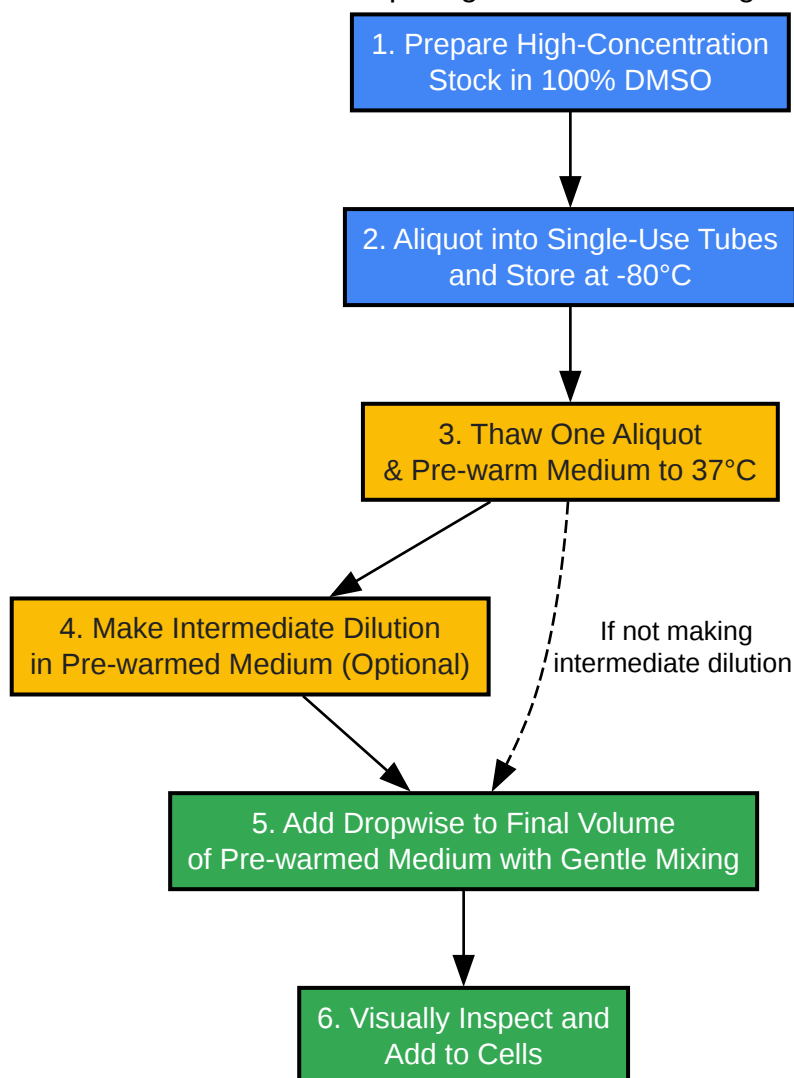 1. Prepare High-Concentration
Stock in 100% DMSO
2. Aliquot into Single-Use Tubes
and Store at -80°C
3. Thaw One Aliquot
& Pre-warm Medium to 37°C
4. Make Intermediate Dilution
in Pre-warmed Medium (Optional)
If not making
intermediate dilution
5. Add Dropwise to Final Volume
of Pre-warmed Medium with Gentle Mixing
6. Visually Inspect and
Add to Cells